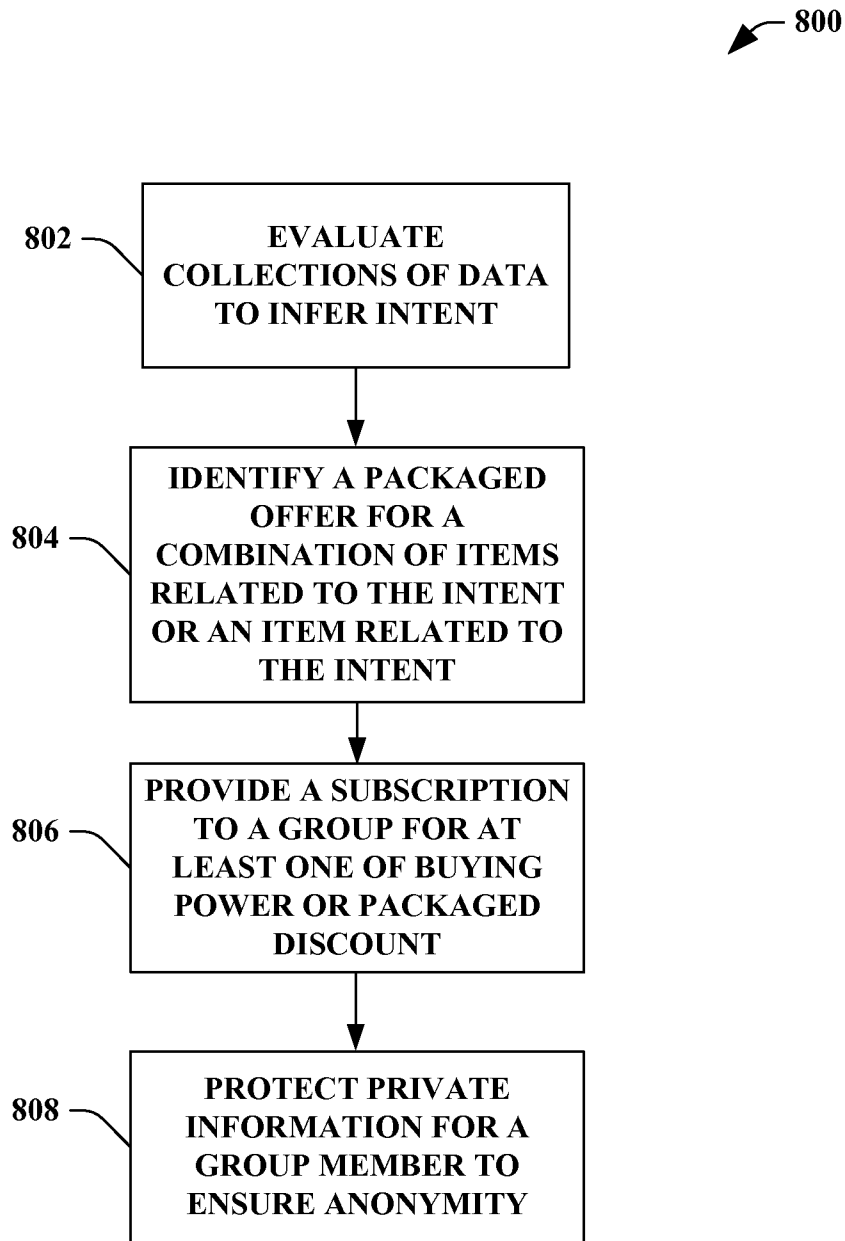 800
802
EVALUATE
COLLECTIONS OF DATA
TO INFER INTENT
804
IDENTIFY A PACKAGED
OFFER FOR A
COMBINATION OF ITEMS
RELATED TO THE INTENT
OR AN ITEM RELATED TO
THE INTENT
806
PROVIDE A SUBSCRIPTION
TO A GROUP FOR AT
LEAST ONE OF BUYING
POWER OR PACKAGED
DISCOUNT
808
PROTECT PRIVATE
INFORMATION FOR A
GROUP MEMBER TO
ENSURE ANONYMITY